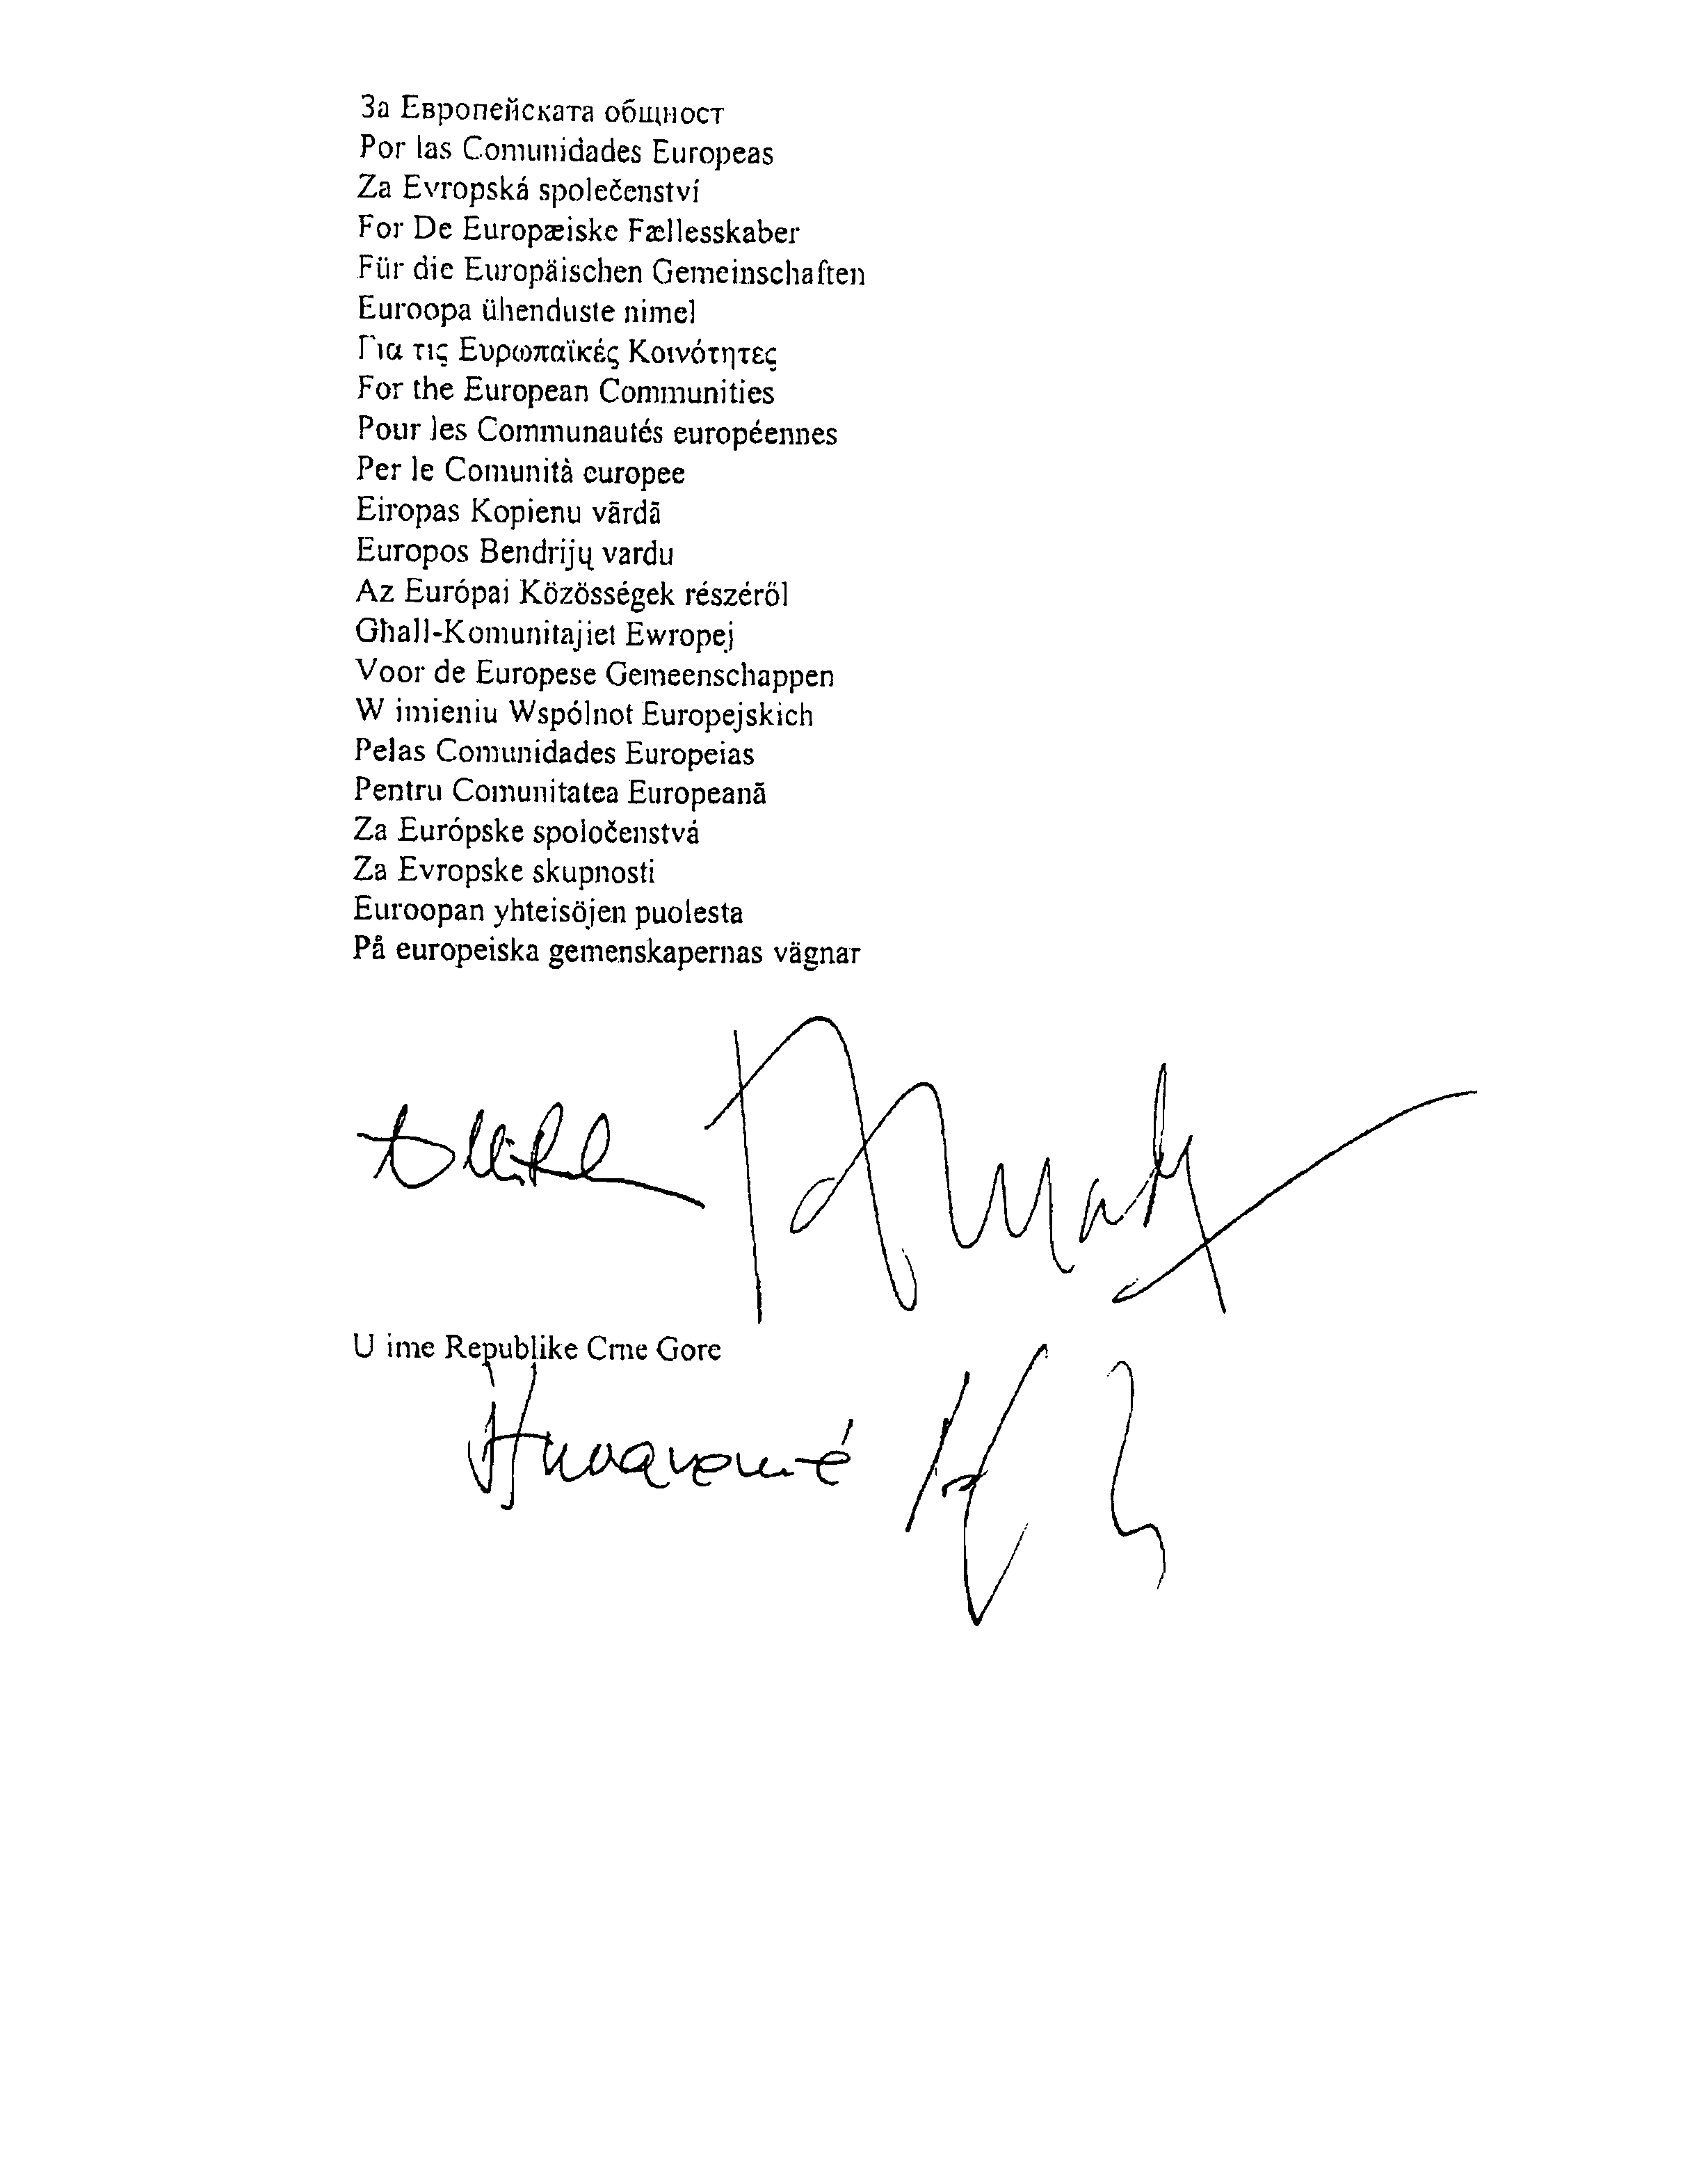 За Европейската общност
Por las Comunidades Europeas
Za Evropská společenství
For De Europæiske Fællesskaber
Für die Europäischen Gemeinschaften
Euroopa ühenduste nimel
Για τις Ευρωπαϊκές Κοινότητες
For the European Communities
Pour les Communautés européennes
Per le Comunità europee
Eiropas Kopienu vārdā
Europos Bendrijų vardu
Az Európai Közösségek részéről
Għall-Komunitajiet Ewropej
Voor de Europese Gemeenschappen
W imieniu Wspólnot Europejskich
Pelas Comunidades Europeias
Pentru Comunitatea Europeană
Za Európske spoločenstvá
Za Evropske skupnosti
Euroopan yhteisöjen puolesta
På europeiska gemenskapernas vägnar
U ime Republike Crne Gore